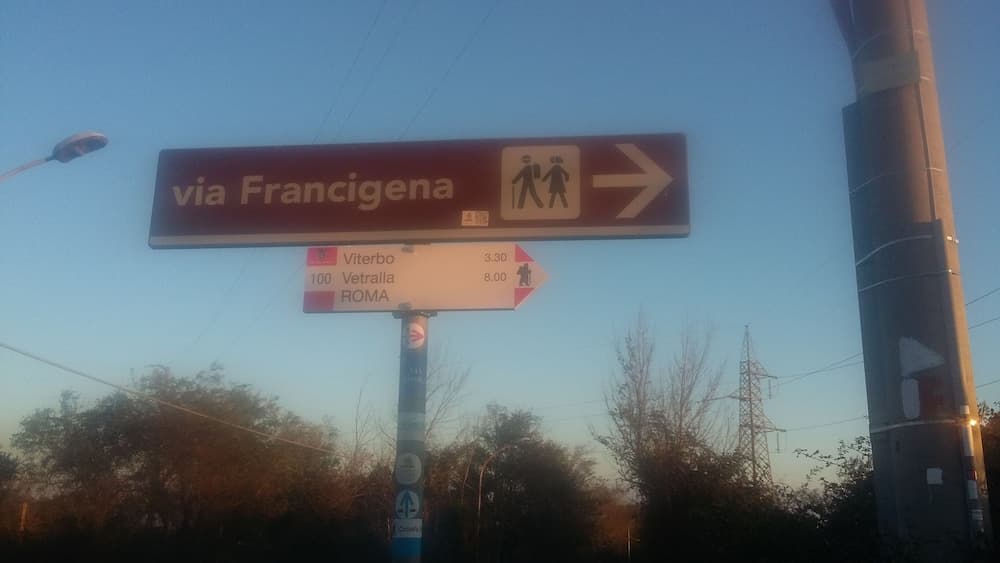 via Francigena
Viterbo 3.30
100 Vetralla 8.00
ROMA